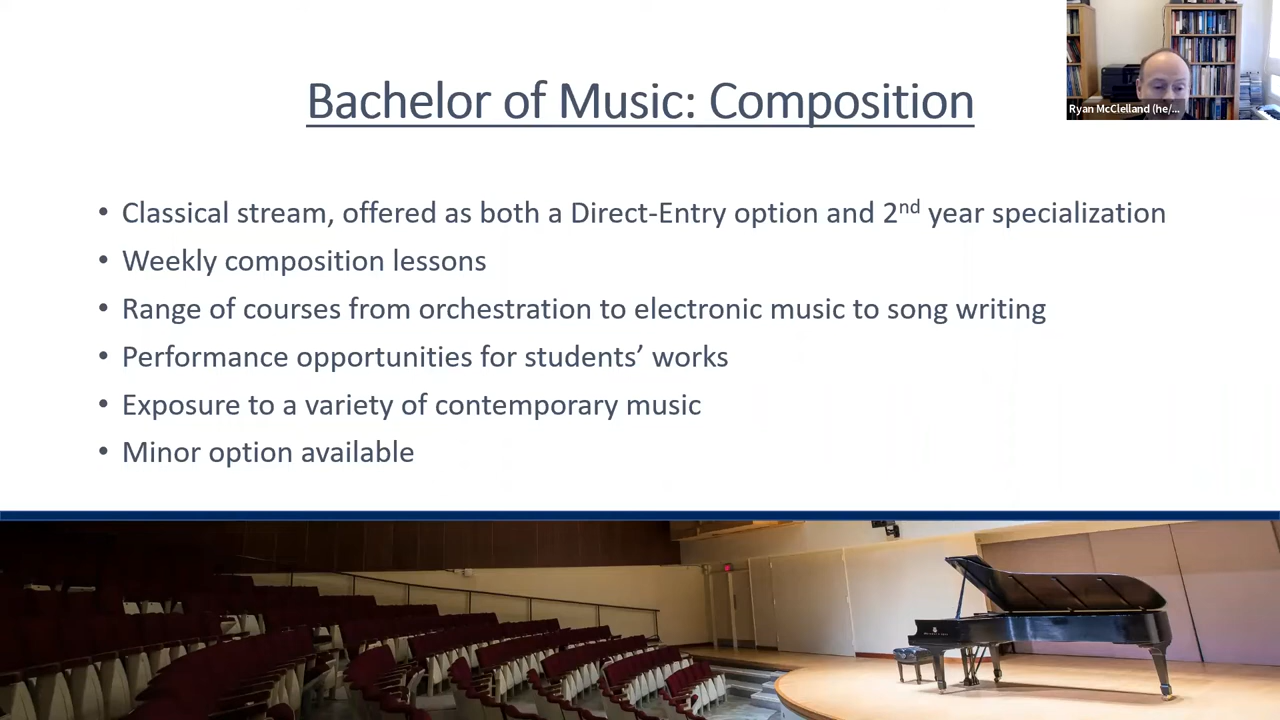 Bachelor of Music: Composition
Ryan McClelland (he/...
• Classical stream, offered as both a Direct-Entry option and 2nd year specialization
• Weekly composition lessons
• Range of courses from orchestration to electronic music to song writing
• Performance opportunities for students’ works
• Exposure to a variety of contemporary music
• Minor option available